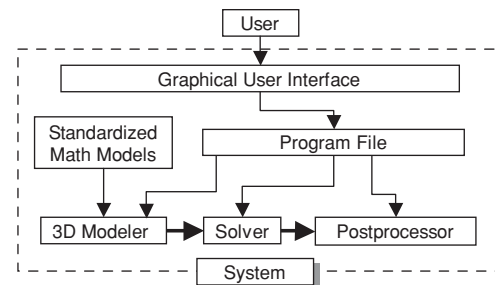 User
Graphical User Interface
Standardized
Math Models
Program File
3D Modeler
Solver
Postprocessor
System